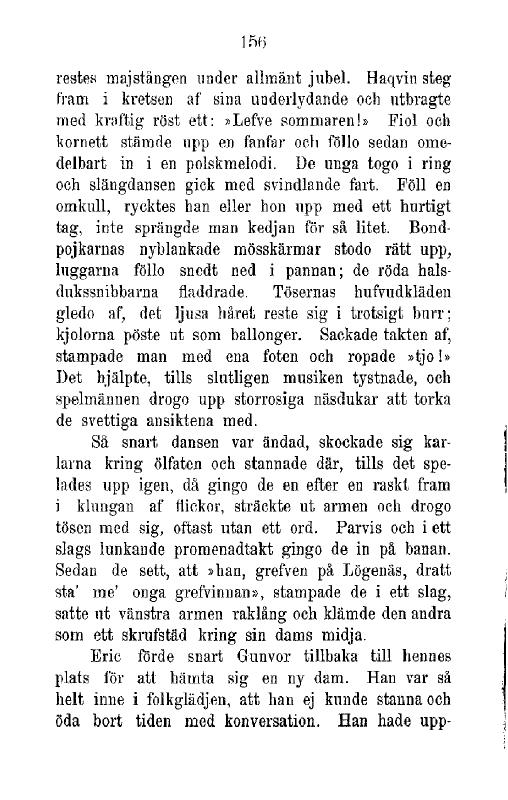 156
restes majstången under allmänt jubel. Haqvin steg
fram i kretsen af sina underlydande och utbragte
med kraftig röst ett: »Lefve sommaren!» Fiol och
kornett stämde upp en fanfar och föllo sedan ome-
delbart in i en polskmelodi. De unga togo i ring
och slängdansen gick med svindlande fart. Föll en
omkull, rycktes han eller hon upp med ett hurtigt
tag, inte sprängde man kedjan för så litet. Bond-
pojkarnas nyblankade mösskärmar stodo rätt upp,
luggarna föllo snedt ned i pannan; de röda hals-
dukssnibbarna fladdrade. Tösernas hufvudkläden
gledo af, det ljusa håret reste sig i trotsigt burr;
kjolorna pöste ut som ballonger. Sackade takten af,
stampade man med ena foten och ropade »tjo!»
Det hjälpte, tills slutligen musiken tystnade, och
spelmännen drogo upp storrosiga näsdukar att torka
de svettiga ansiktena med.
Så snart dansen var ändad, skockade sig kar-
larna kring ölfaten och stannade där, tills det spe-
lades upp igen, då gingo de en efter en raskt fram
i klungan af flickor, sträckte ut armen och drogo
tösen med sig, oftast utan ett ord. Parvis och i ett
slags lunkande promenadtakt gingo de in på banan.
Sedan de sett, att »han, grefven på Lögenäs, dratt
sta' me' onga grefvinnan», stampade de i ett slag,
satte ut vänstra armen raklång och klämde den andra
som ett skrufstäd kring sin dams midja.
Eric förde snart Gunvor tillbaka till hennes
plats för att hämta sig en ny dam. Han var så
helt inne i folkglädjen, att han ej kunde stanna och
öda bort tiden med konversation. Han hade upp-